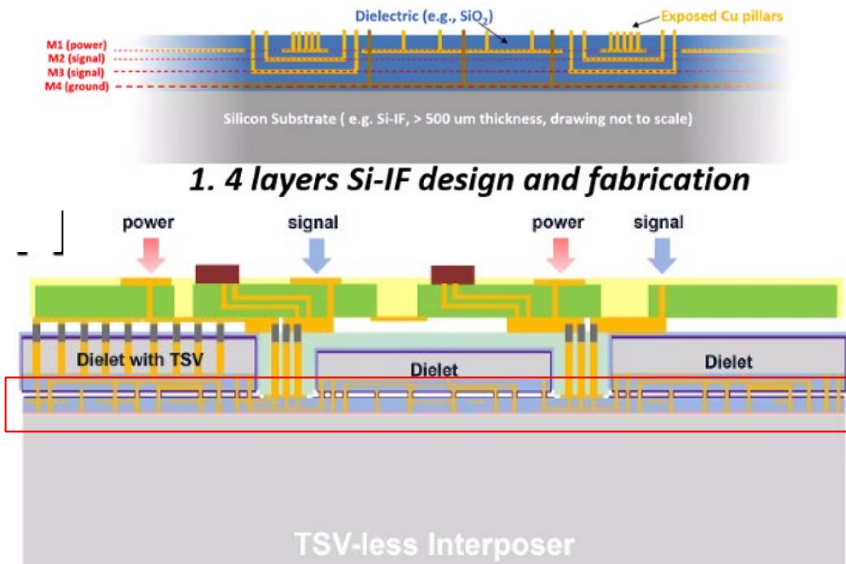 Dielectric (e.g., SiO₂)
Exposed Cu pillars
M1 (power)
M2 (signal)
M3 (signal)
M4 (ground)
Silicon Substrate ( e.g. Si-IF, > 500 um thickness, drawing not to scale)
1. 4 layers Si-IF design and fabrication
power signal power signal
Dielet with TSV
Dielet
Dielet
TSV-less Interposer